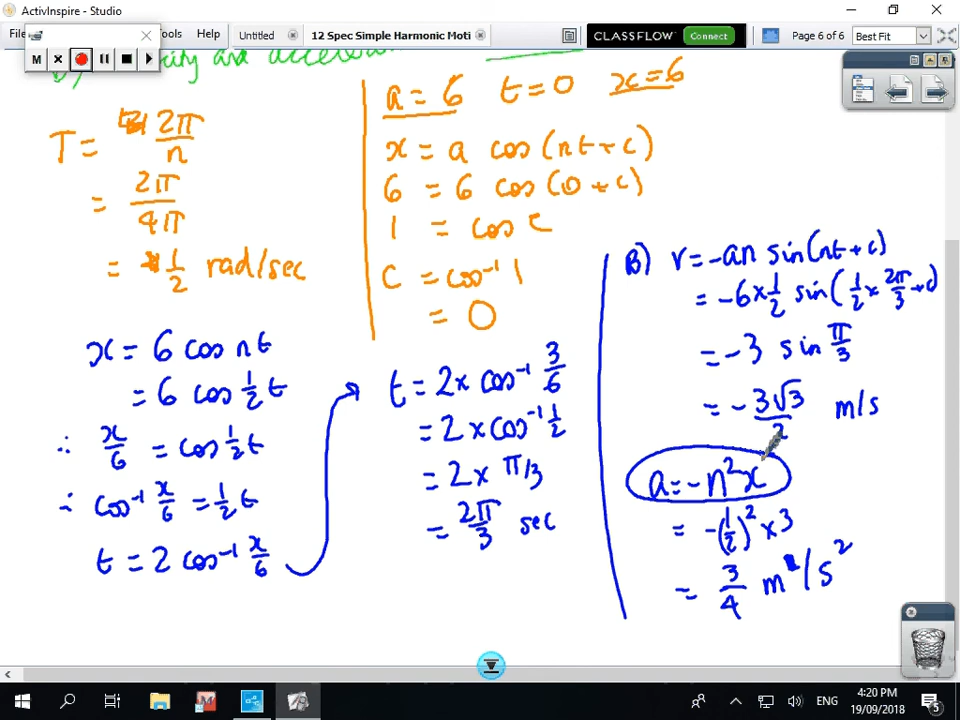 ActivInspire - Studio
Fil
Tools
Help
Untitled
12 Spec Simple Harmonic Moti
CLASSFLOW Connect
Page 6 of 6
Best Fit
M
b) and acceler
T = 2π/n
= 2π/4π
= 1/2 rad/sec
x = 6 cos nt
= 6 cos 1/2 t
∴ x/6 = cos 1/2 t
∴ cos⁻¹ x/6 = 1/2 t
t = 2 cos⁻¹ x/6
a = 6 t = 0 x = 6
x = a cos(nt + c)
6 = 6 cos(0 + c)
1 = cos c
c = cos⁻¹ 1
= 0
t = 2 x cos⁻¹ 3/6
= 2 x cos⁻¹ 1/2
= 2 x π/3
= 2π/3 sec
B) v = -an sin(nt + c)
= -6 x 1/2 sin(1/2 x 2π/3 + c)
= -3 sin π/3
= -3√3/2 m/s
a = -n²x
= -(1/2)² x 3
= 3/4 m/s²
ENG
4:20 PM
19/09/2018
5